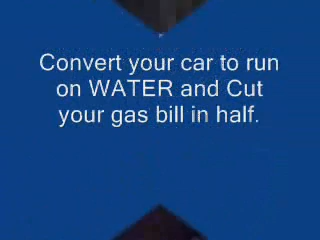 Convert your car to run
on WATER and Cut
your gas bill in half.